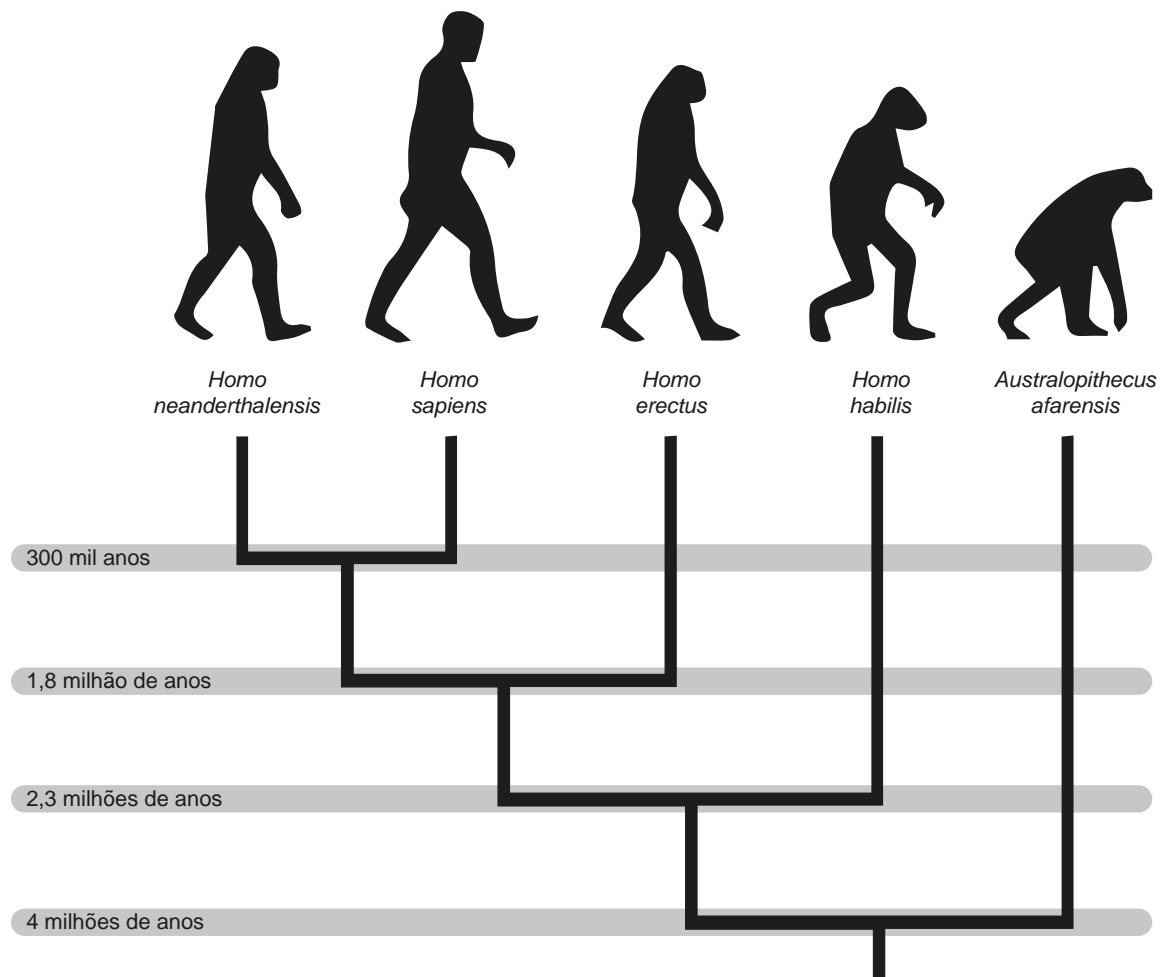 Homo
neanderthalensis
Homo
sapiens
Homo
erectus
Homo
habilis
Australopithecus
afarensis
300 mil anos
1,8 milhão de anos
2,3 milhões de anos
4 milhões de anos